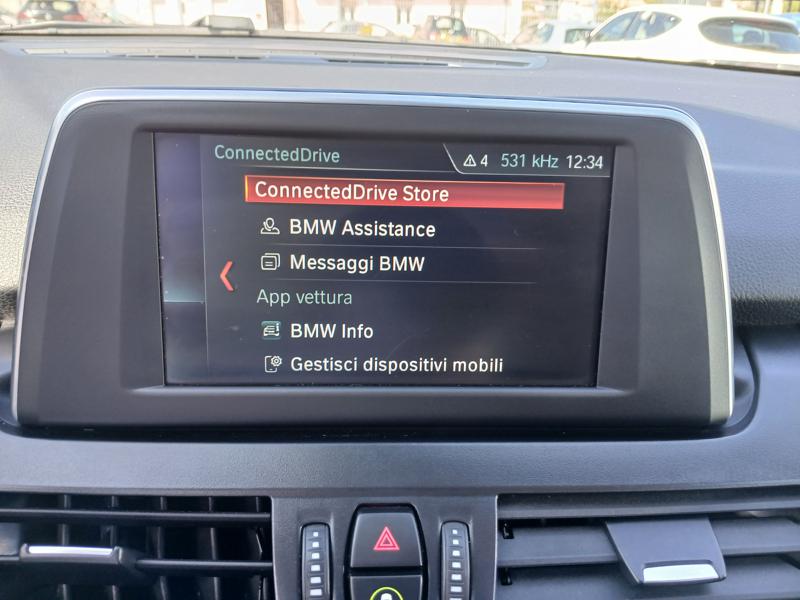 ConnectedDrive
4 531 kHz 12:34
ConnectedDrive Store
BMW Assistance
Messaggi BMW
App vettura
BMW Info
Gestisci dispositivi mobili